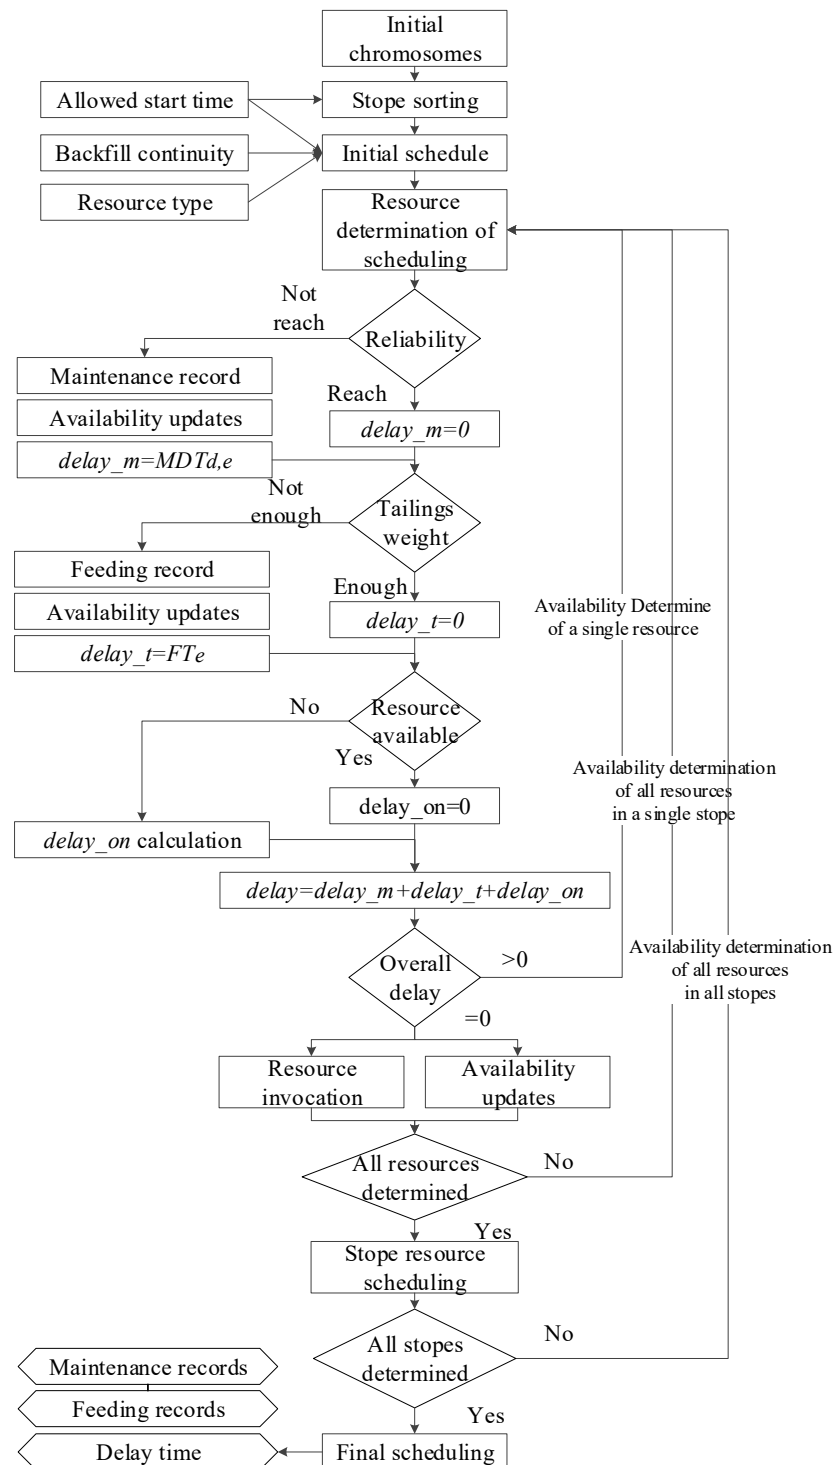 Initial
chromosomes
Allowed start time
Stope sorting
Backfill continuity
Initial schedule
Resource type
Resource
determination of
scheduling
Not
reach
Reliability
Maintenance record
Reach
Availability updates
delay_m=0
delay_m=MDTd,e
Not
enough
Tailings
weight
Feeding record
Enough
Availability updates
delay_t=0
Availability Determine
of a single resource
delay_t=FTe
No
Resource
available
Yes
Availability determination
of all resources
in a single stope
delay_on=0
delay_on calculation
delay=delay_m+delay_t+delay_on
Overall
delay
>0
Availability determination
of all resources
in all stopes
=0
Resource
invocation
Availability
updates
All resources
determined
No
Yes
Stope resource
scheduling
All stopes
determined
No
Maintenance records
Feeding records
Yes
Delay time
Final scheduling